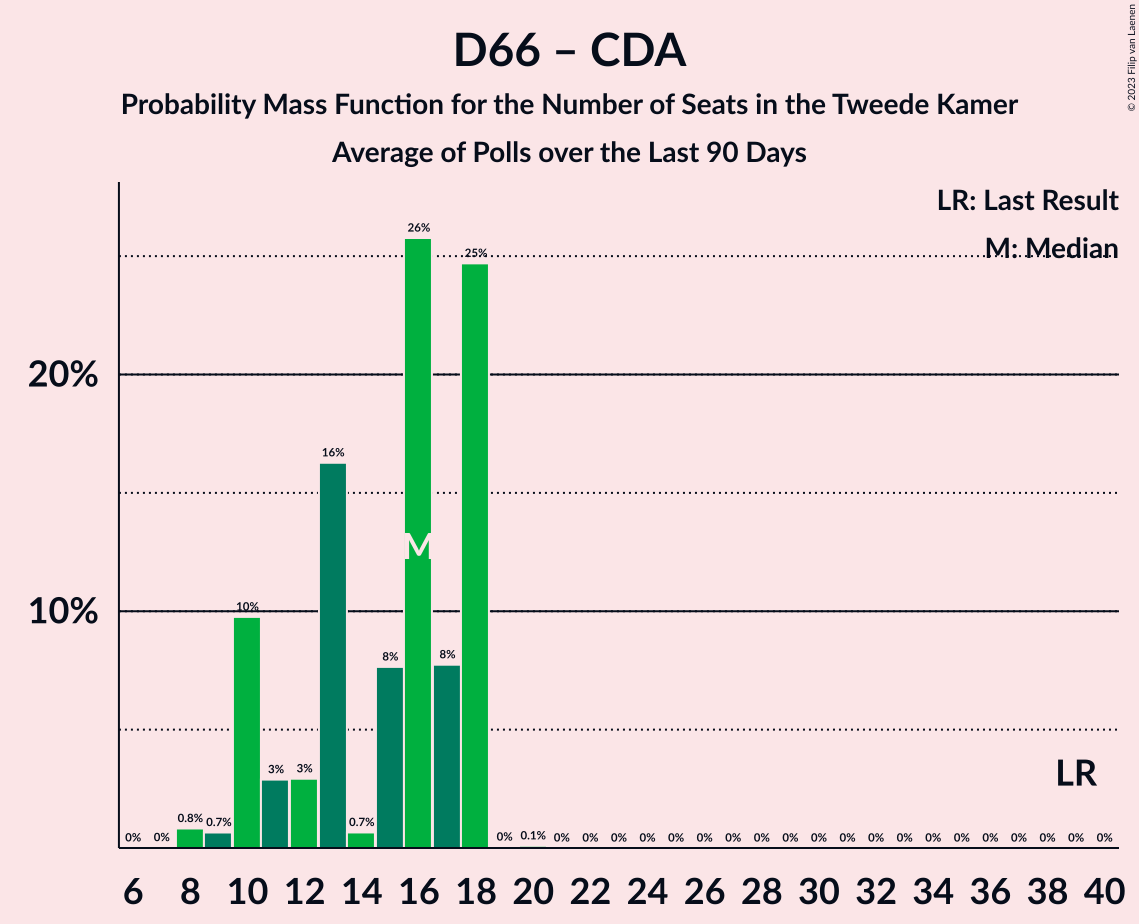 D66 – CDA
Probability Mass Function for the Number of Seats in the Tweede Kamer
Average of Polls over the Last 90 Days
© 2023 Filip van Laenen
LR: Last Result
M: Median
26%
25%
20%
16%
M
10%
10%
8%
8%
LR
3%
3%
0% 0% 0.8% 0.7% 0.7% 0% 0.1% 0% 0% 0% 0% 0% 0% 0% 0% 0% 0% 0% 0% 0% 0% 0% 0% 0% 0% 0% 0%
6 8 10 12 14 16 18 20 22 24 26 28 30 32 34 36 38 40